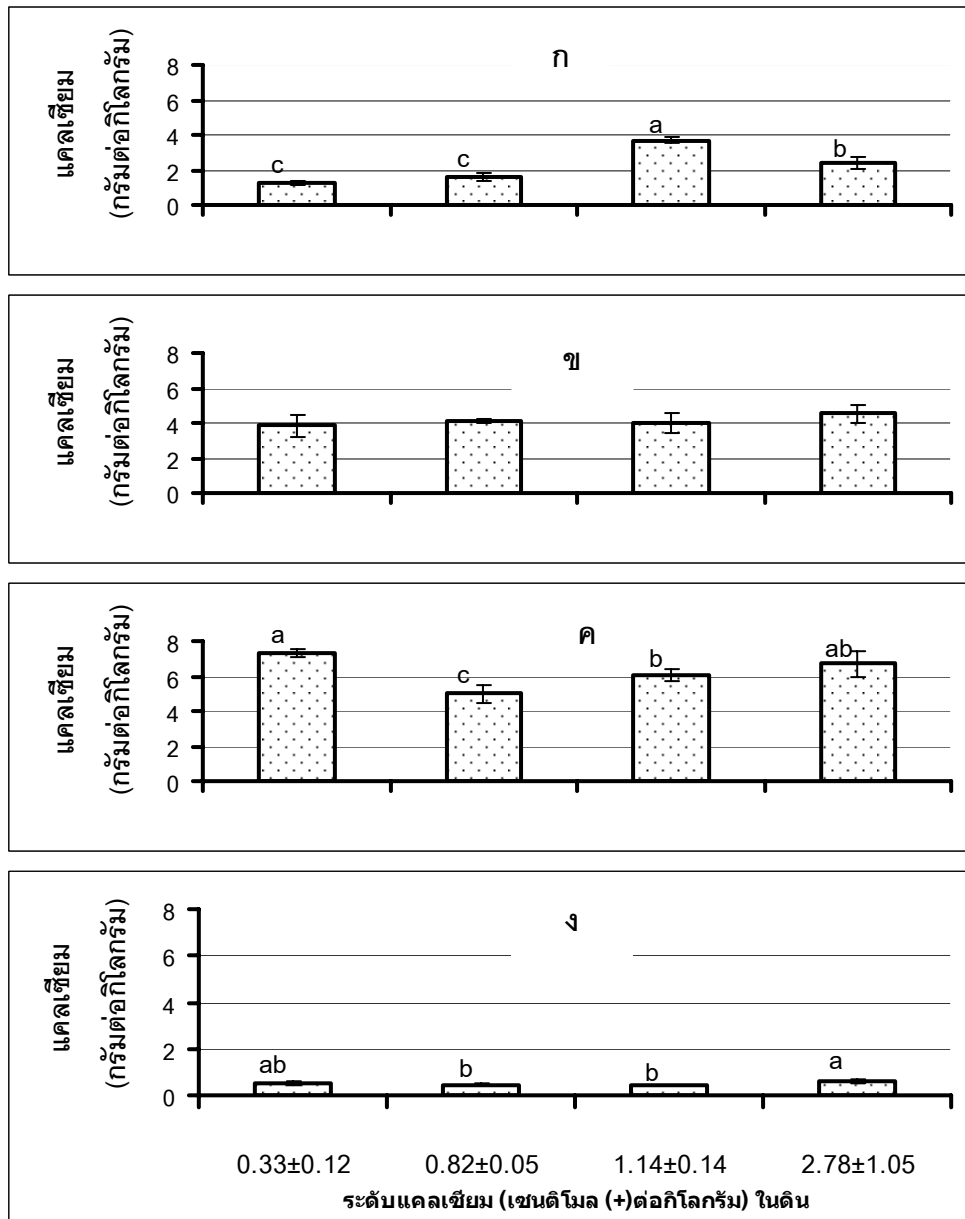 ก
แคลเซียม
(กรัมต่อกิโลกรัม)
8
6
4
2
0
c
c
a
b
ข
แคลเซียม
(กรัมต่อกิโลกรัม)
8
6
4
2
0
ค
แคลเซียม
(กรัมต่อกิโลกรัม)
8
6
4
2
0
a
c
b
ab
ง
แคลเซียม
(กรัมต่อกิโลกรัม)
8
6
4
2
0
ab
b
b
a
0.33±0.12 0.82±0.05 1.14±0.14 2.78±1.05
ระดับแคลเซียม (เซนติโมล (+)ต่อกิโลกรัม) ในดิน